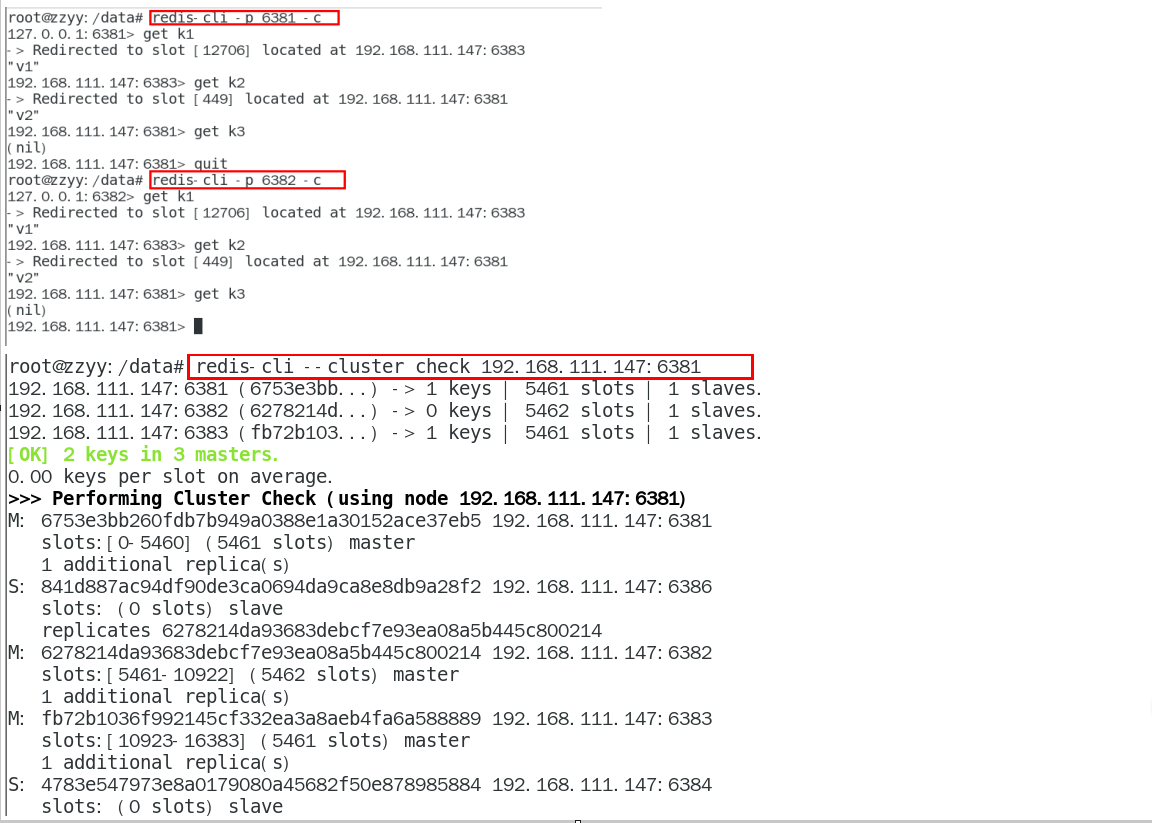 root@zzyy:/data# redis-cli -p 6381 -c
127.0.0.1:6381> get k1
-> Redirected to slot [12706] located at 192.168.111.147:6383
"v1"
192.168.111.147:6383> get k2
-> Redirected to slot [449] located at 192.168.111.147:6381
"v2"
192.168.111.147:6381> get k3
(nil)
192.168.111.147:6381> quit
root@zzyy:/data# redis-cli -p 6382 -c
127.0.0.1:6382> get k1
-> Redirected to slot [12706] located at 192.168.111.147:6383
"v1"
192.168.111.147:6383> get k2
-> Redirected to slot [449] located at 192.168.111.147:6381
"v2"
192.168.111.147:6381> get k3
(nil)
192.168.111.147:6381>
root@zzyy:/data# redis-cli --cluster check 192.168.111.147:6381
192.168.111.147:6381 (6753e3bb...) -> 1 keys | 5461 slots | 1 slaves.
192.168.111.147:6382 (6278214d...) -> 0 keys | 5462 slots | 1 slaves.
192.168.111.147:6383 (fb72b103...) -> 1 keys | 5461 slots | 1 slaves.
[OK] 2 keys in 3 masters.
0.00 keys per slot on average.
>>> Performing Cluster Check (using node 192.168.111.147:6381)
M: 6753e3bb260fdb7b949a0388e1a30152ace37eb5 192.168.111.147:6381
slots:[0-5460] (5461 slots) master
1 additional replica(s)
S: 841d887ac94df90de3ca0694da9ca8e8db9a28f2 192.168.111.147:6386
slots: (0 slots) slave
replicates 6278214da93683debcf7e93ea08a5b445c800214
M: 6278214da93683debcf7e93ea08a5b445c800214 192.168.111.147:6382
slots:[5461-10922] (5462 slots) master
1 additional replica(s)
M: fb72b1036f992145cf332ea3a8aeb4fa6a588889 192.168.111.147:6383
slots:[10923-16383] (5461 slots) master
1 additional replica(s)
S: 4783e547973e8a0179080a45682f50e878985884 192.168.111.147:6384
slots: (0 slots) slave